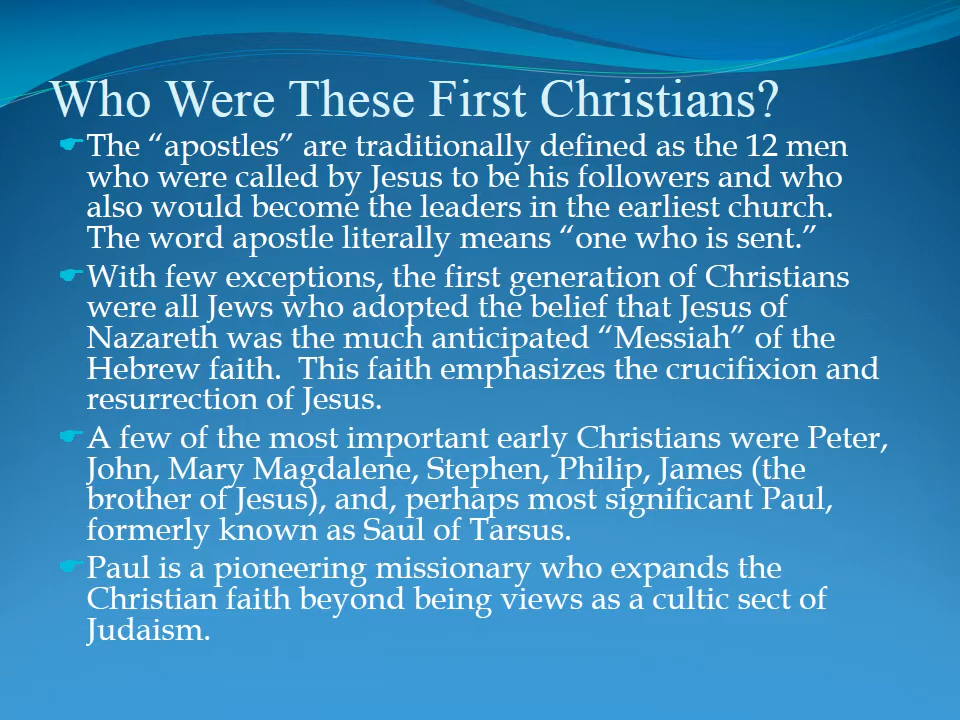 Who Were These First Christians?
The “apostles” are traditionally defined as the 12 men
who were called by Jesus to be his followers and who
also would become the leaders in the earliest church.
The word apostle literally means “one who is sent.”
With few exceptions, the first generation of Christians
were all Jews who adopted the belief that Jesus of
Nazareth was the much anticipated “Messiah” of the
Hebrew faith.  This faith emphasizes the crucifixion and
resurrection of Jesus.
A few of the most important early Christians were Peter,
John, Mary Magdalene, Stephen, Philip, James (the
brother of Jesus), and, perhaps most significant Paul,
formerly known as Saul of Tarsus.
Paul is a pioneering missionary who expands the
Christian faith beyond being views as a cultic sect of
Judaism.